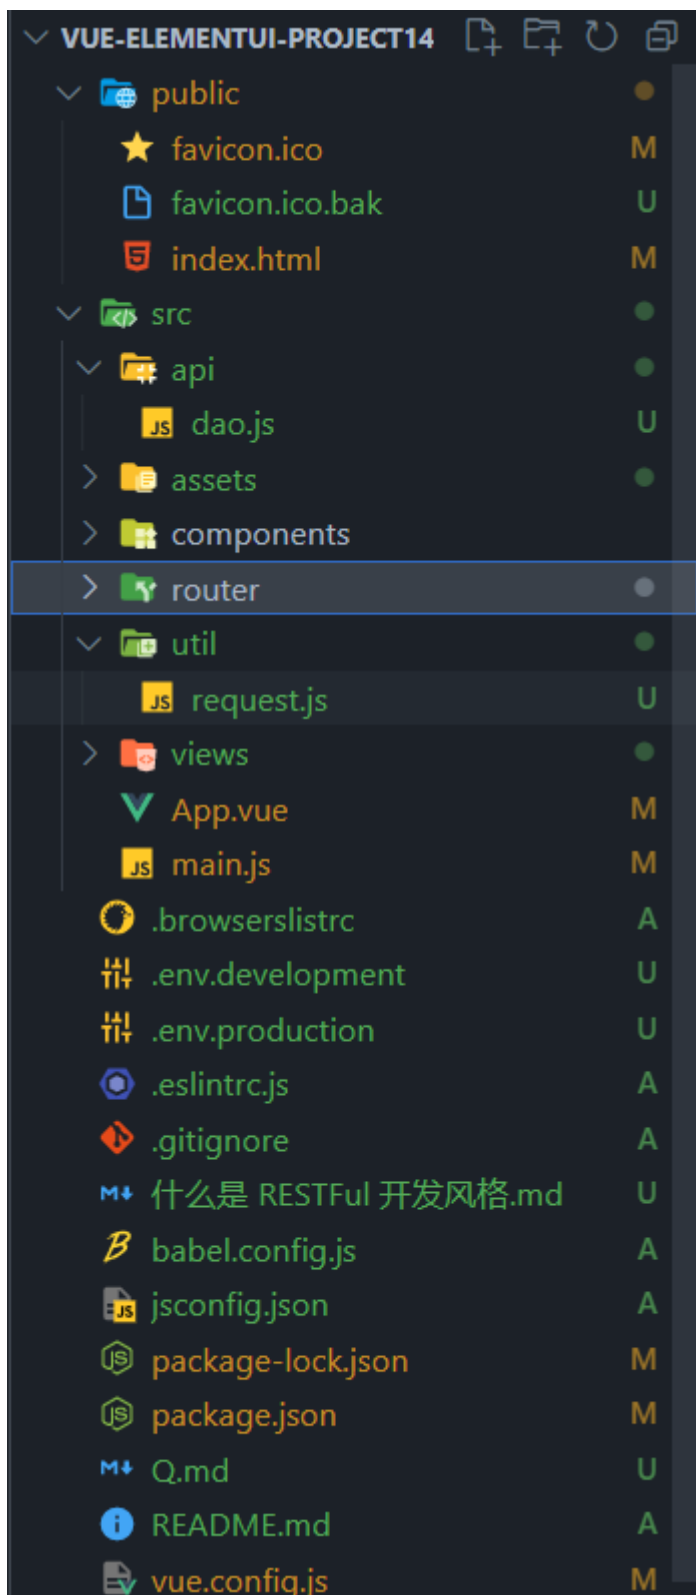 VUE-ELEMENTUI-PROJECT14
public
favicon.ico M
favicon.ico.bak U
index.html M
src
api
JS dao.js U
assets
components
router
util
JS request.js U
views
App.vue M
JS main.js M
.browserslistrc A
.env.development U
.env.production U
.eslintrc.js A
.gitignore A
什么是 RESTFul 开发风格.md U
babel.config.js A
jsconfig.json A
package-lock.json M
package.json M
Q.md U
README.md A
vue.config.js M